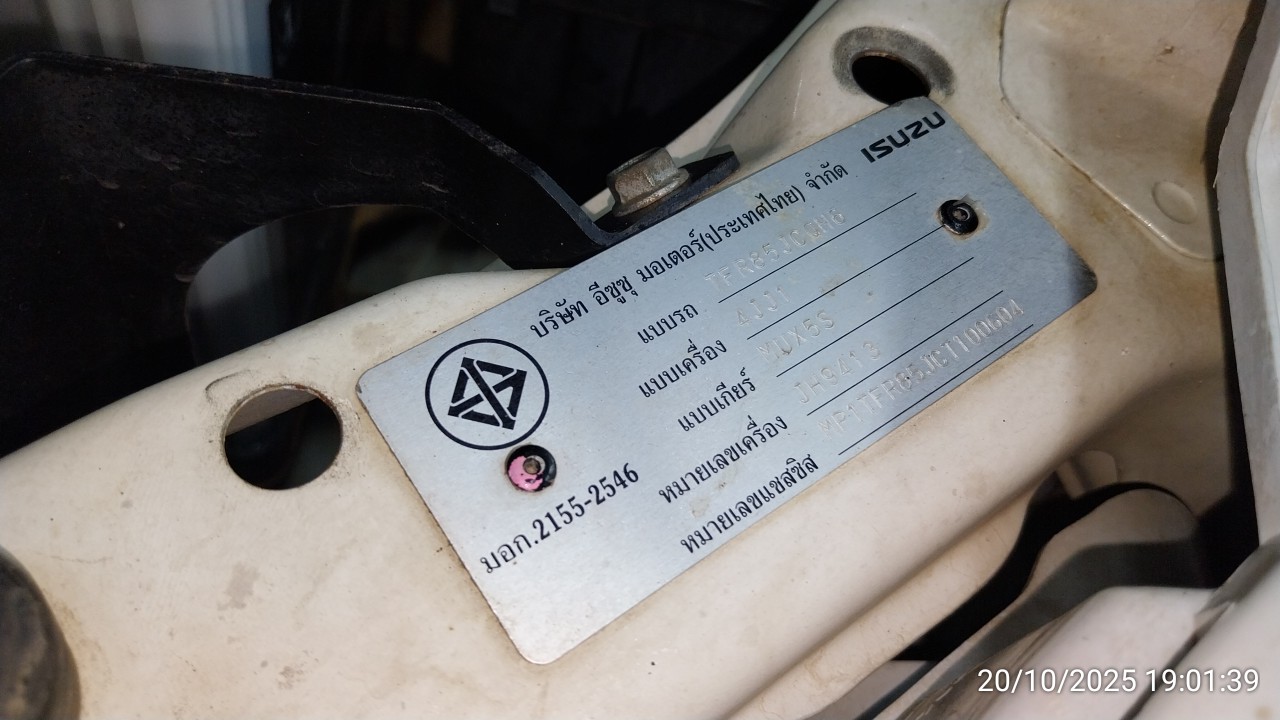 ISUZU
บริษัท อีซูซุ มอเตอร์(ประเทศไทย) จำกัด
แบบรถ TFR85JCQH6
แบบเครื่อง 4JJ1
แบบเกียร์ MUX5S
หมายเลขเครื่อง JH9413
หมายเลขแชสซิส MP1TFR85JCT100604
มอก.2155-2546
20/10/2025 19:01:39